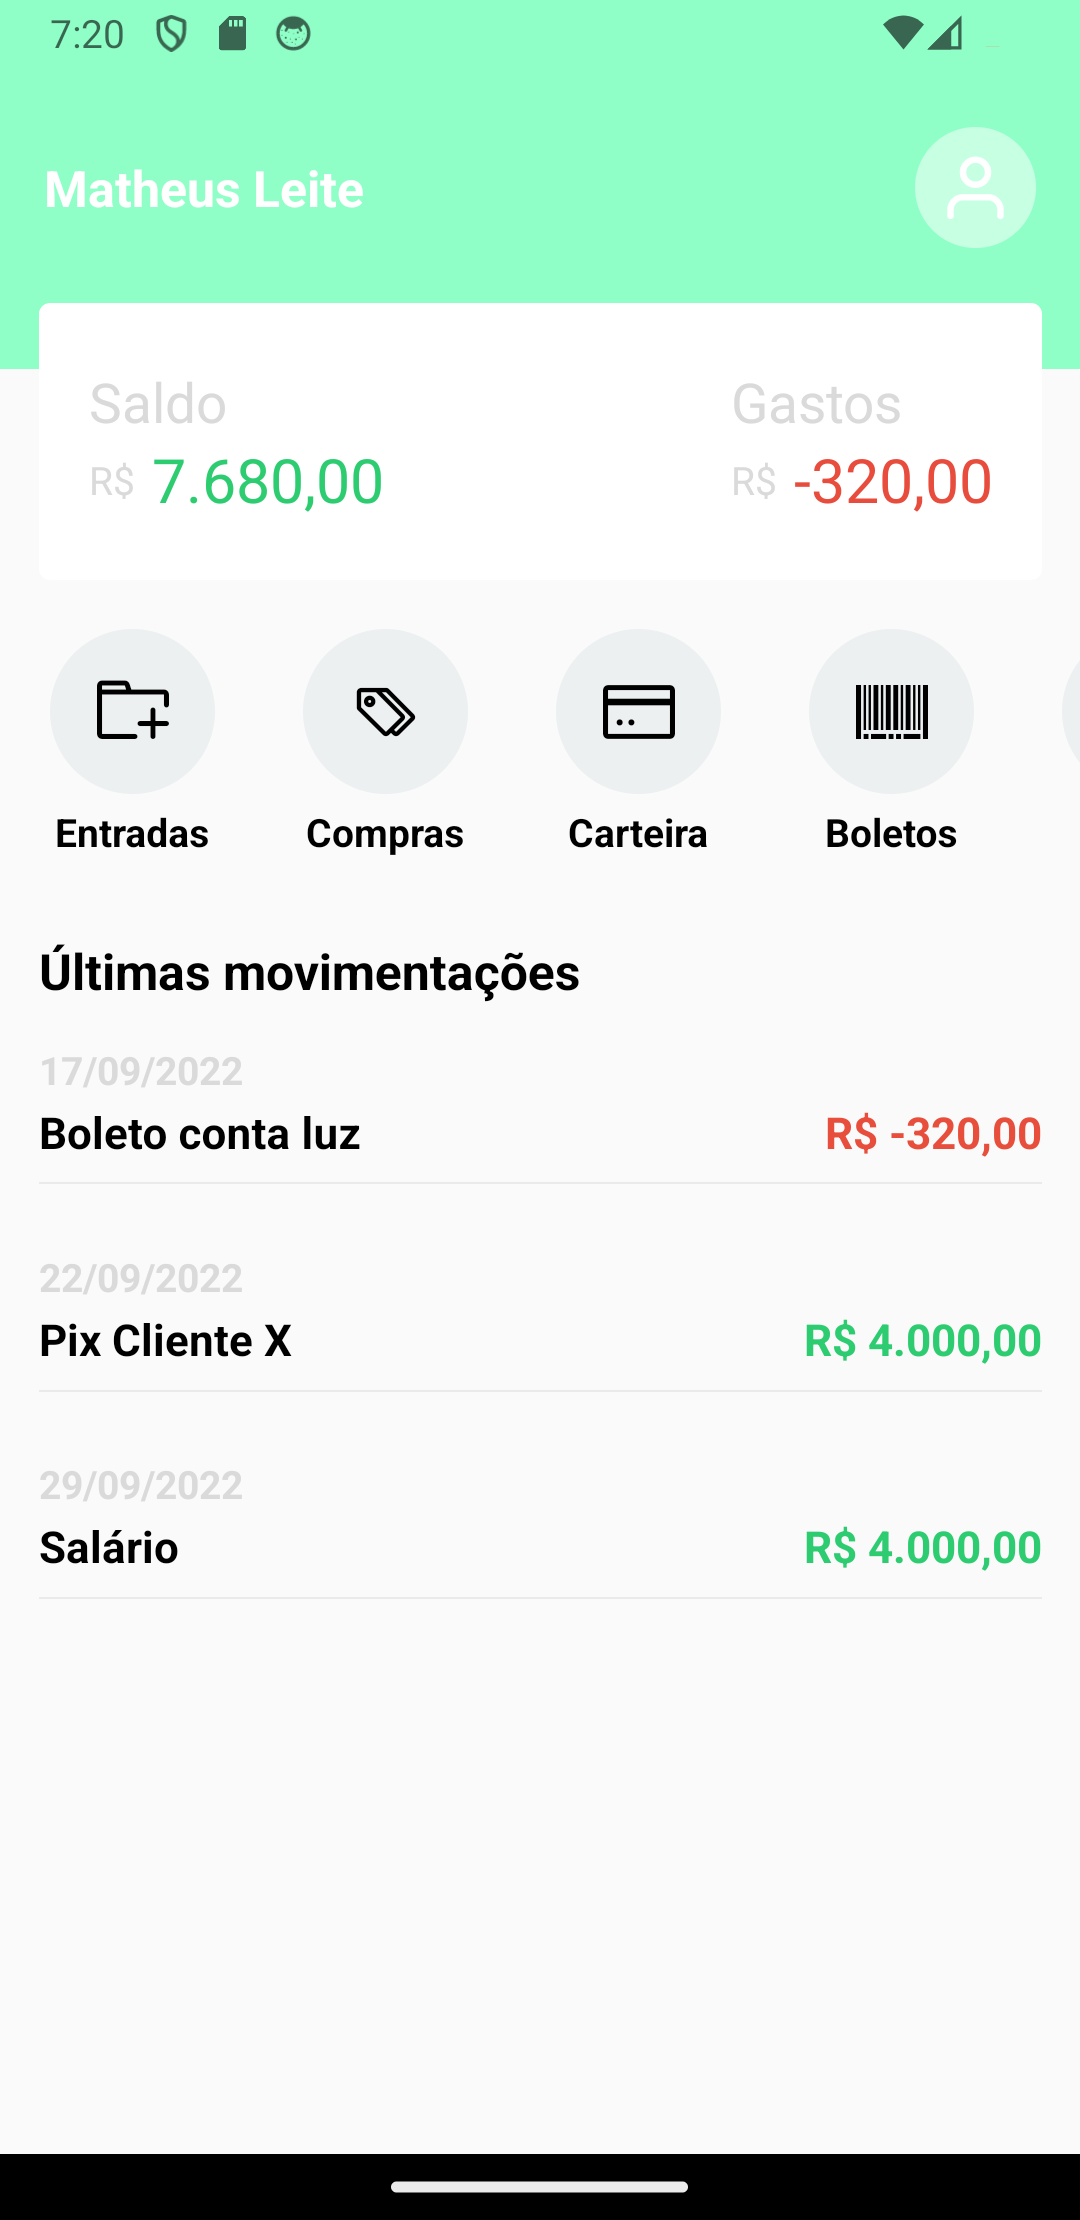 7:20
Matheus Leite
Saldo Gastos
R$ 7.680,00 R$ -320,00
Entradas Compras Carteira Boletos
Últimas movimentações
17/09/2022
Boleto conta luz R$ -320,00
22/09/2022
Pix Cliente X R$ 4.000,00
29/09/2022
Salário R$ 4.000,00